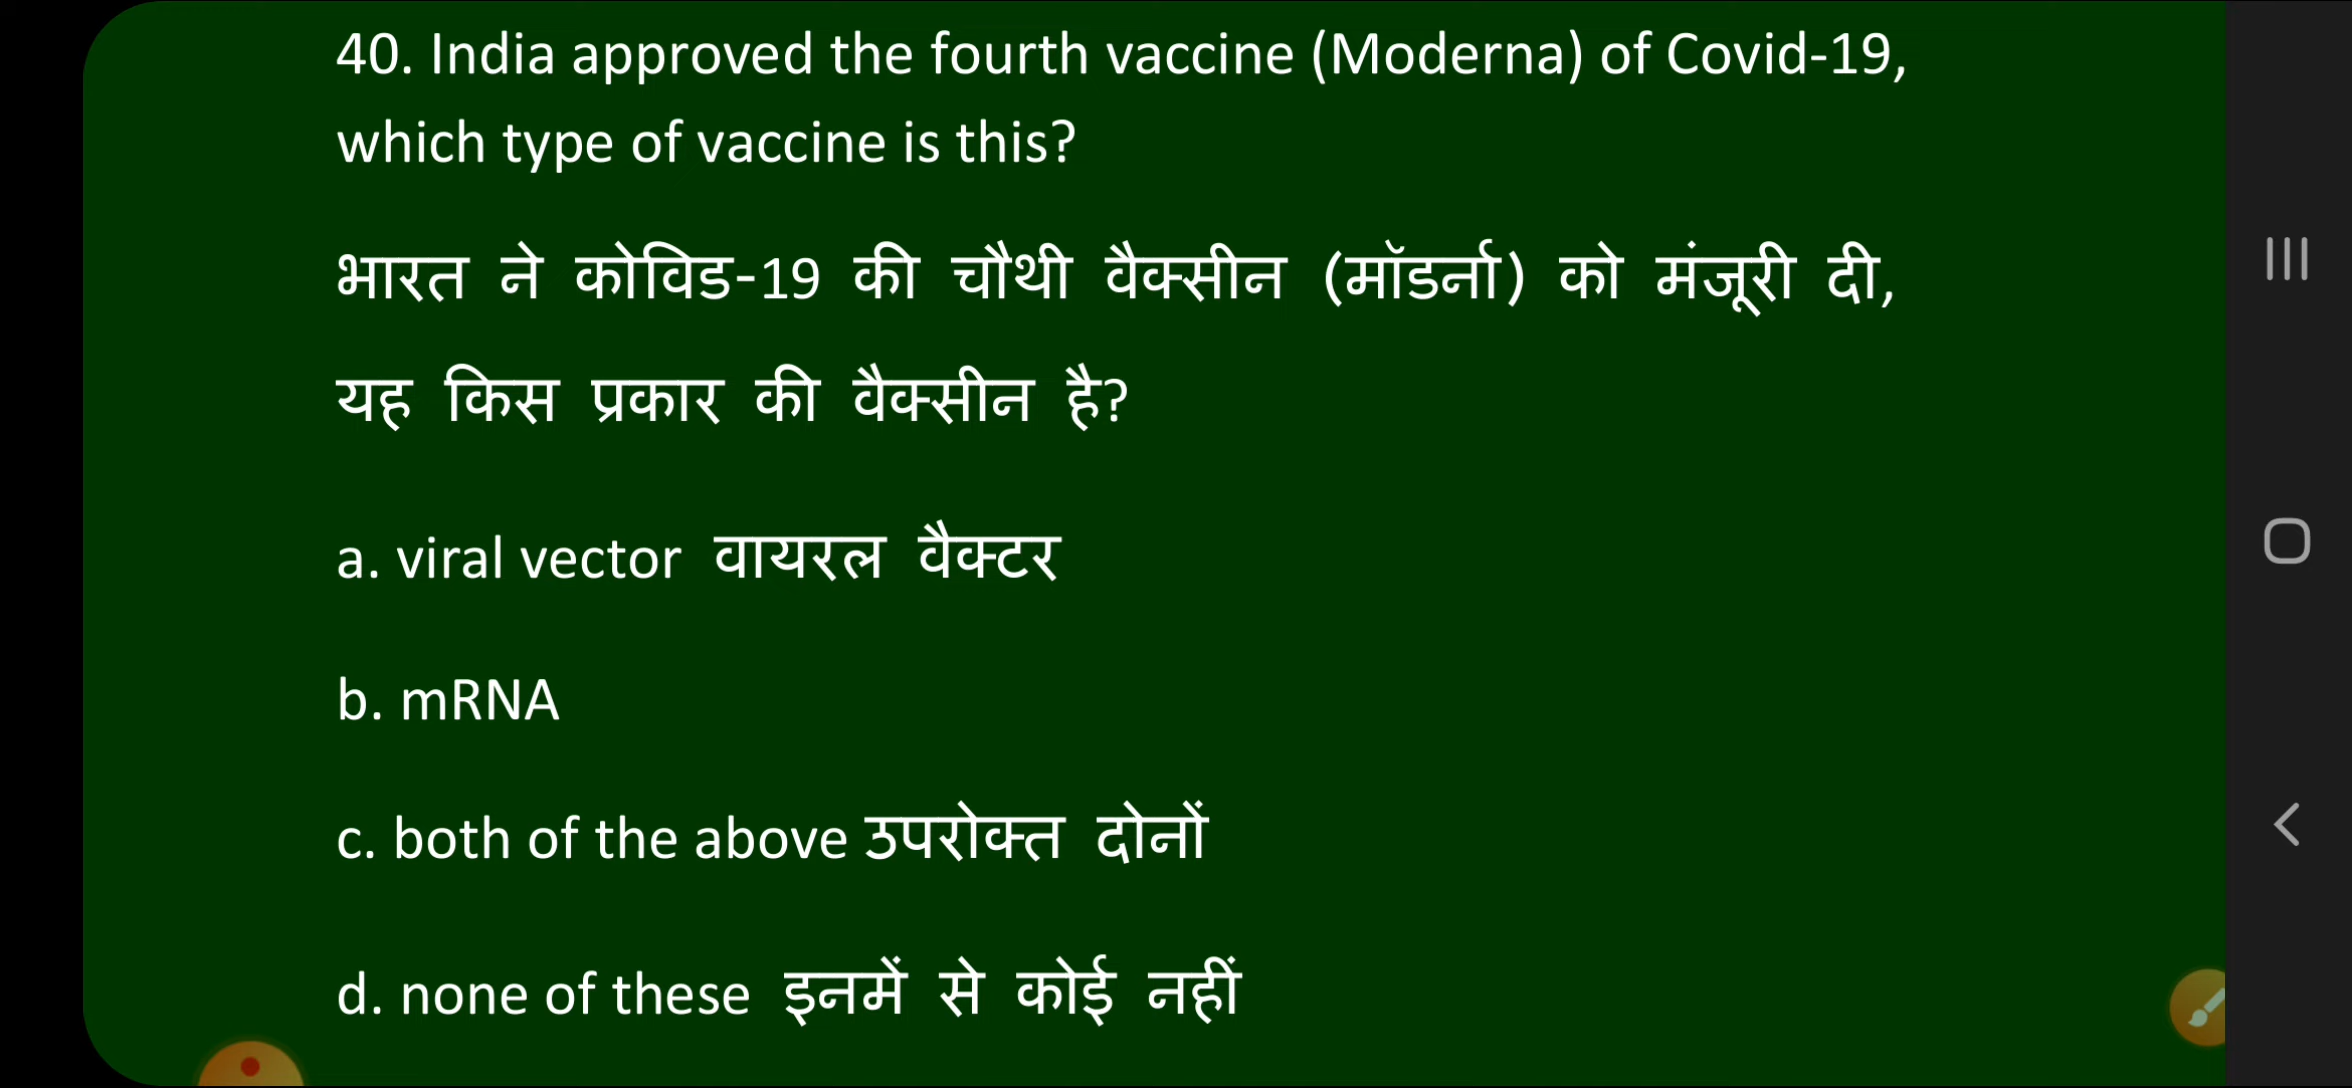 40. India approved the fourth vaccine (Moderna) of Covid-19,
which type of vaccine is this?
भारत ने कोविड-19 की चौथी वैक्सीन (मॉडर्ना) को मंजूरी दी,
यह किस प्रकार की वैक्सीन है?
a. viral vector वायरल वैक्टर
b. mRNA
c. both of the above उपरोक्त दोनों
d. none of these इनमें से कोई नहीं